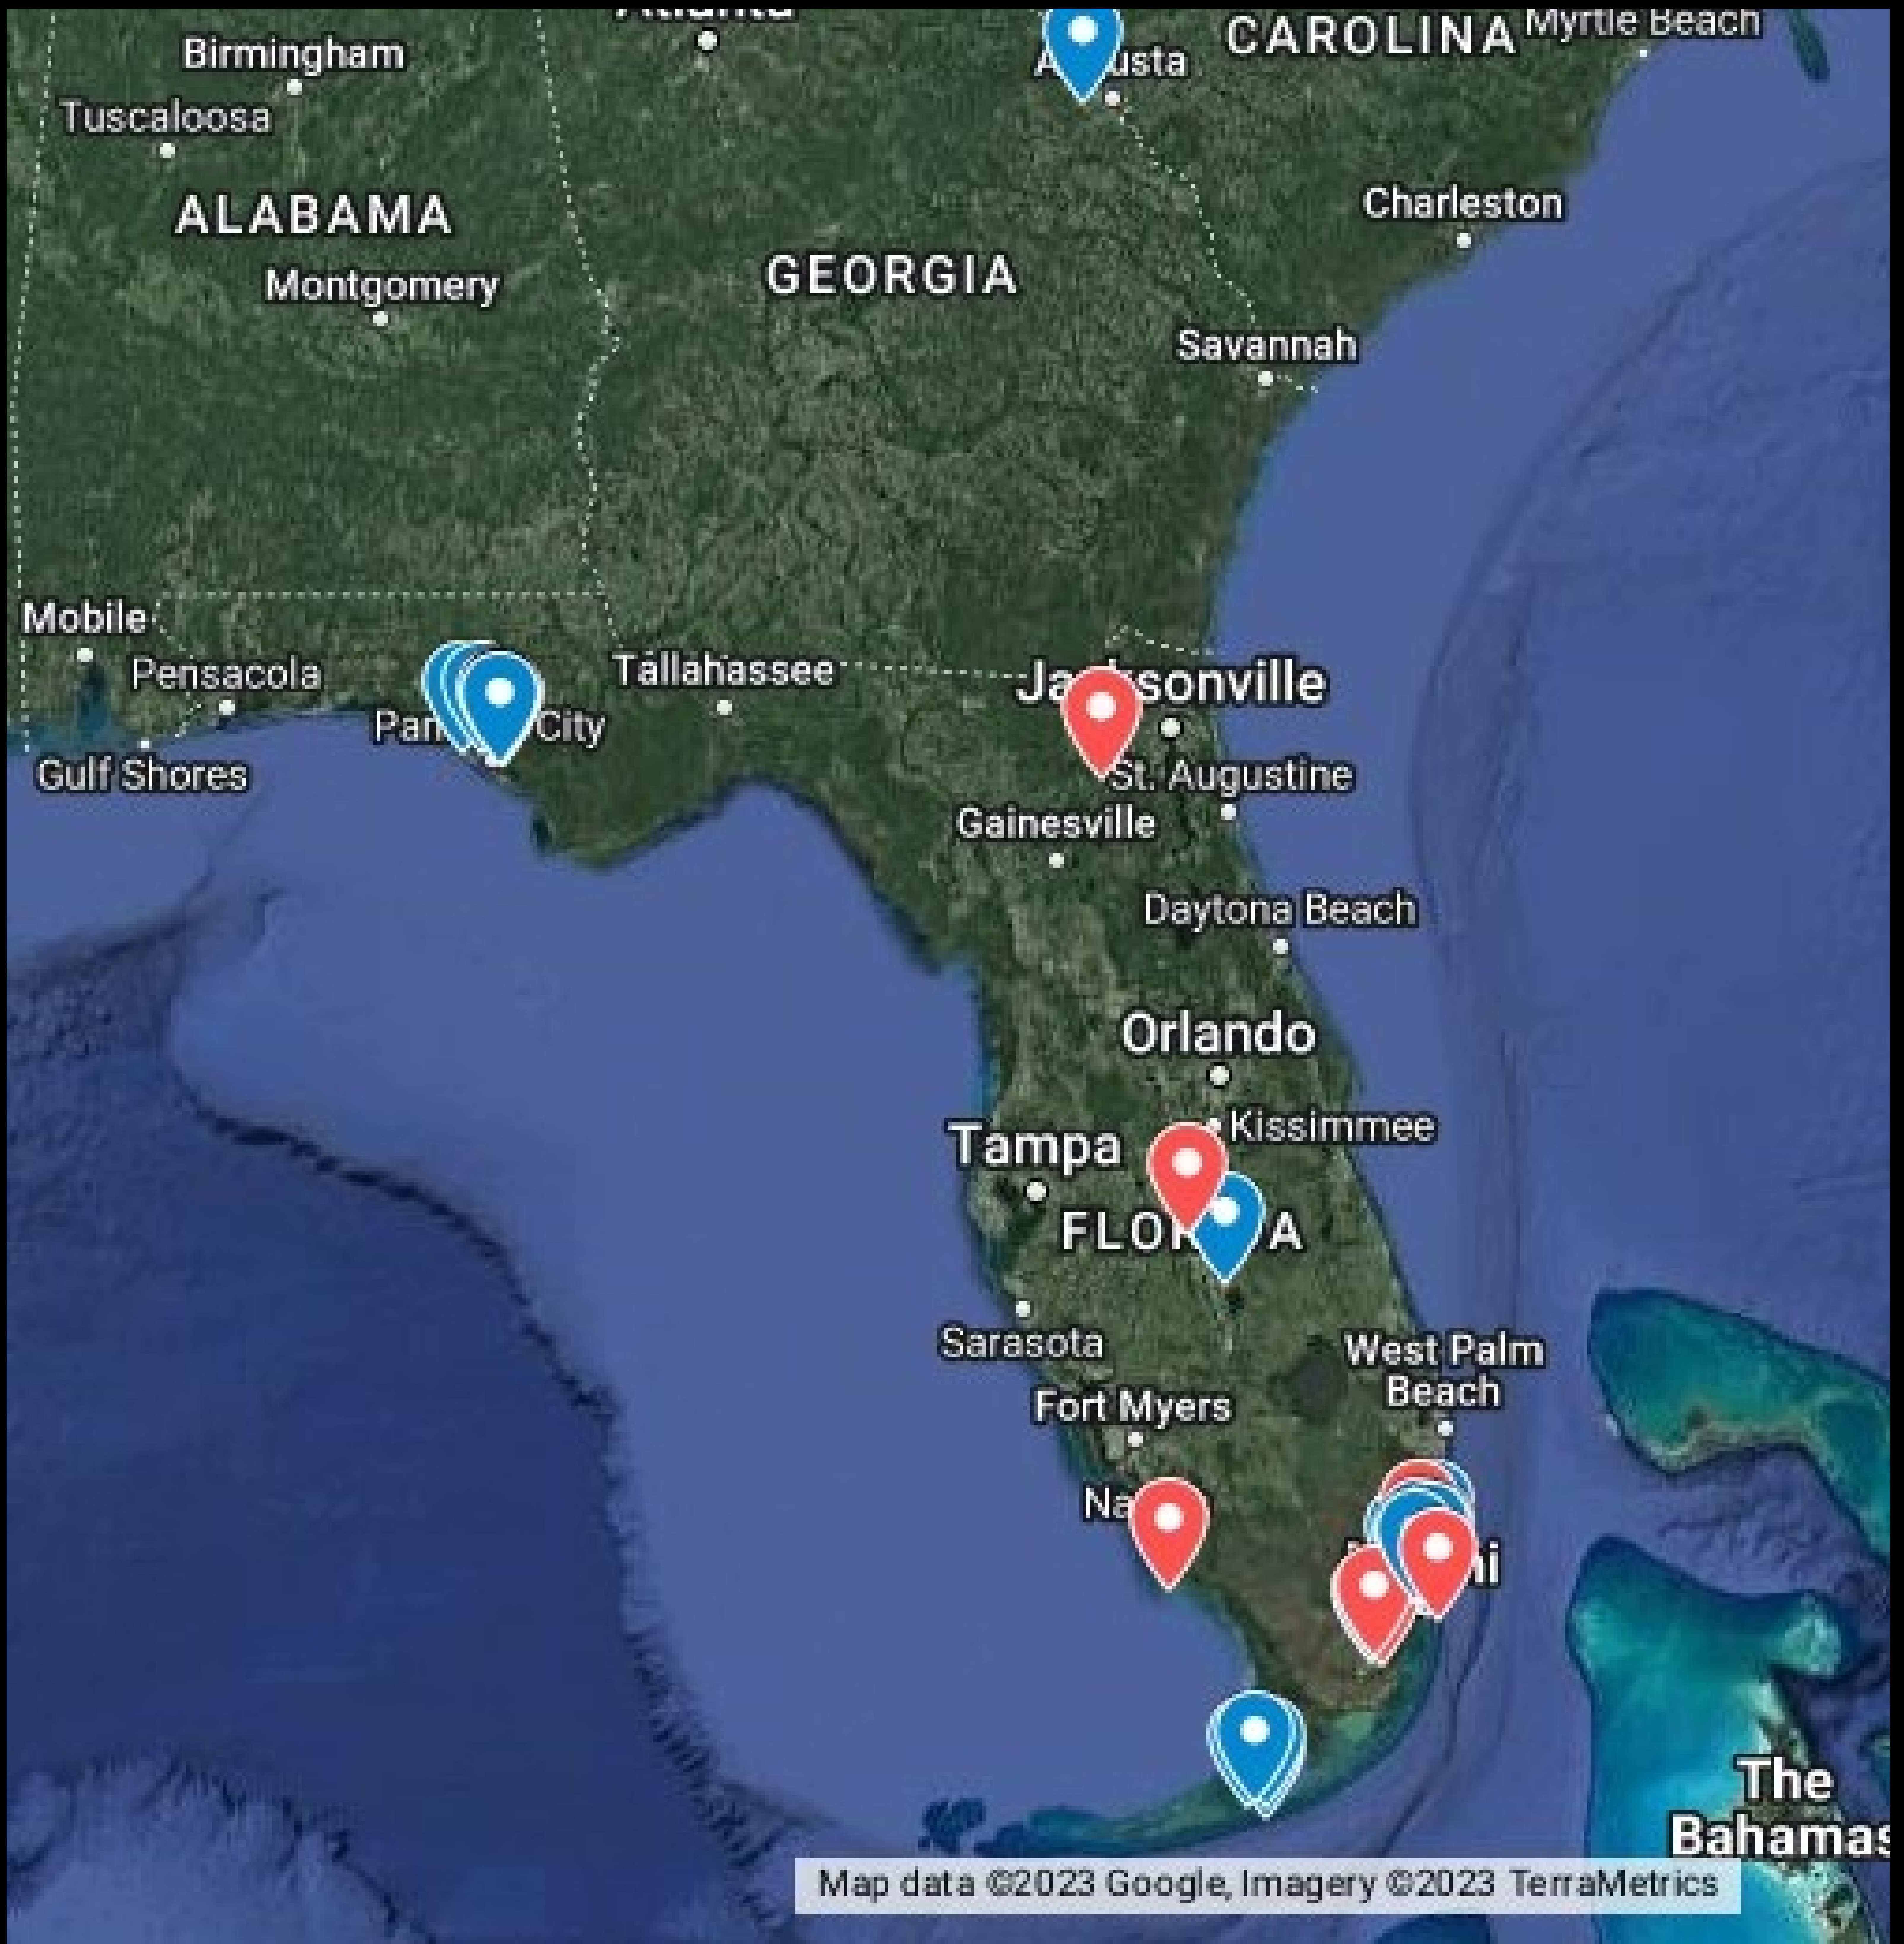 Birmingham
CAROLINA
Myrtle Beach
Tuscaloosa
Charleston
ALABAMA
GEORGIA
Montgomery
Savannah
Mobile
Pensacola
Tallahassee
City
Gulf Shores
St. Augustine
Gainesville
Daytona Beach
Orlando
Kissimmee
Tampa
Sarasota
West Palm
Beach
Fort Myers
The
Bahamas
Map data ©2023 Google, Imagery ©2023 TerraMetrics